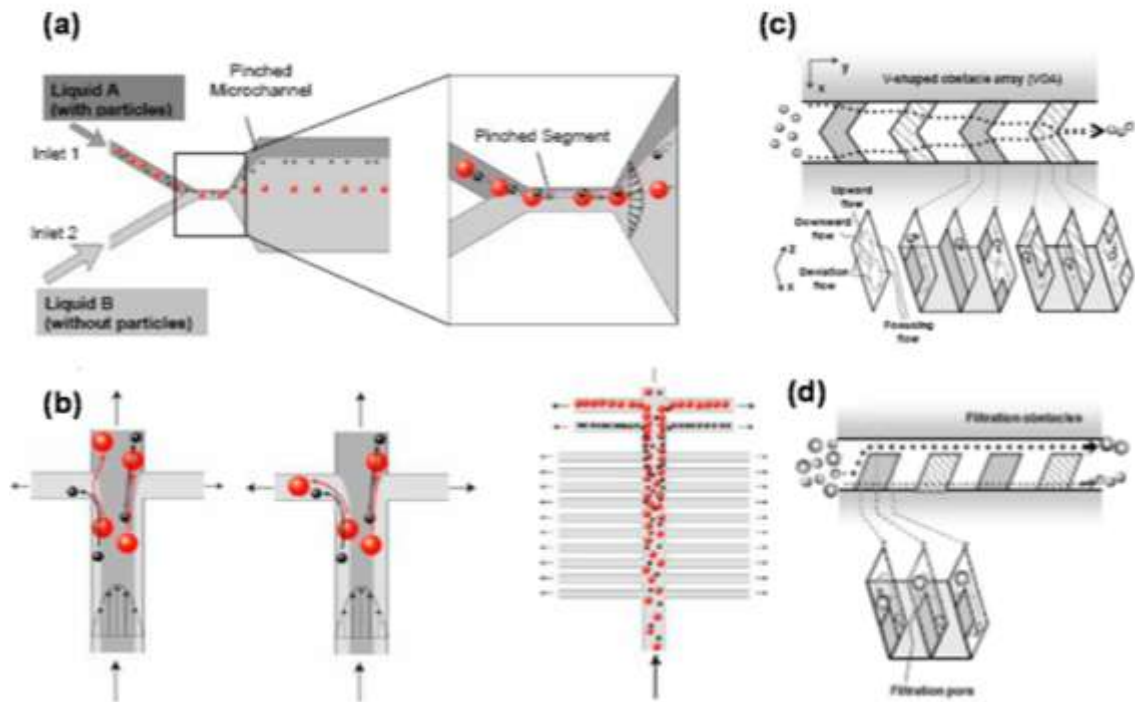 (a)
Liquid A
(with particles)
Pinched
Microchannel
Inlet 1
Pinched Segment
Inlet 2
Liquid B
(without particles)
(c)
y
x
V-shaped obstacle array (VOA)
Upward
flow
Downward
flow
z
x
Deviation
flow
Focusing
flow
(b)
(d)
Filtration obstacles
Filtration pore